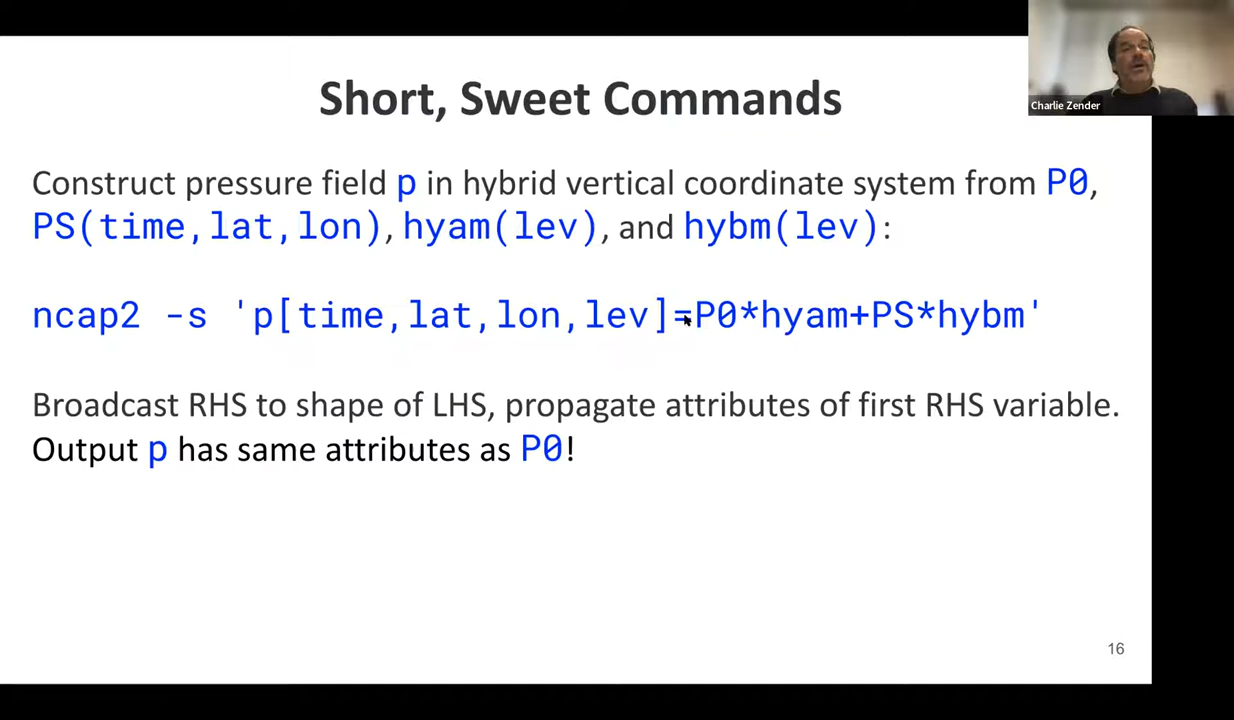 Short, Sweet Commands
Charlie Zender
Construct pressure field p in hybrid vertical coordinate system from P0,
PS(time,lat,lon), hyam(lev), and hybm(lev):
ncap2 -s 'p[time,lat,lon,lev]=P0*hyam+PS*hybm'
Broadcast RHS to shape of LHS, propagate attributes of first RHS variable.
Output p has same attributes as P0!
16